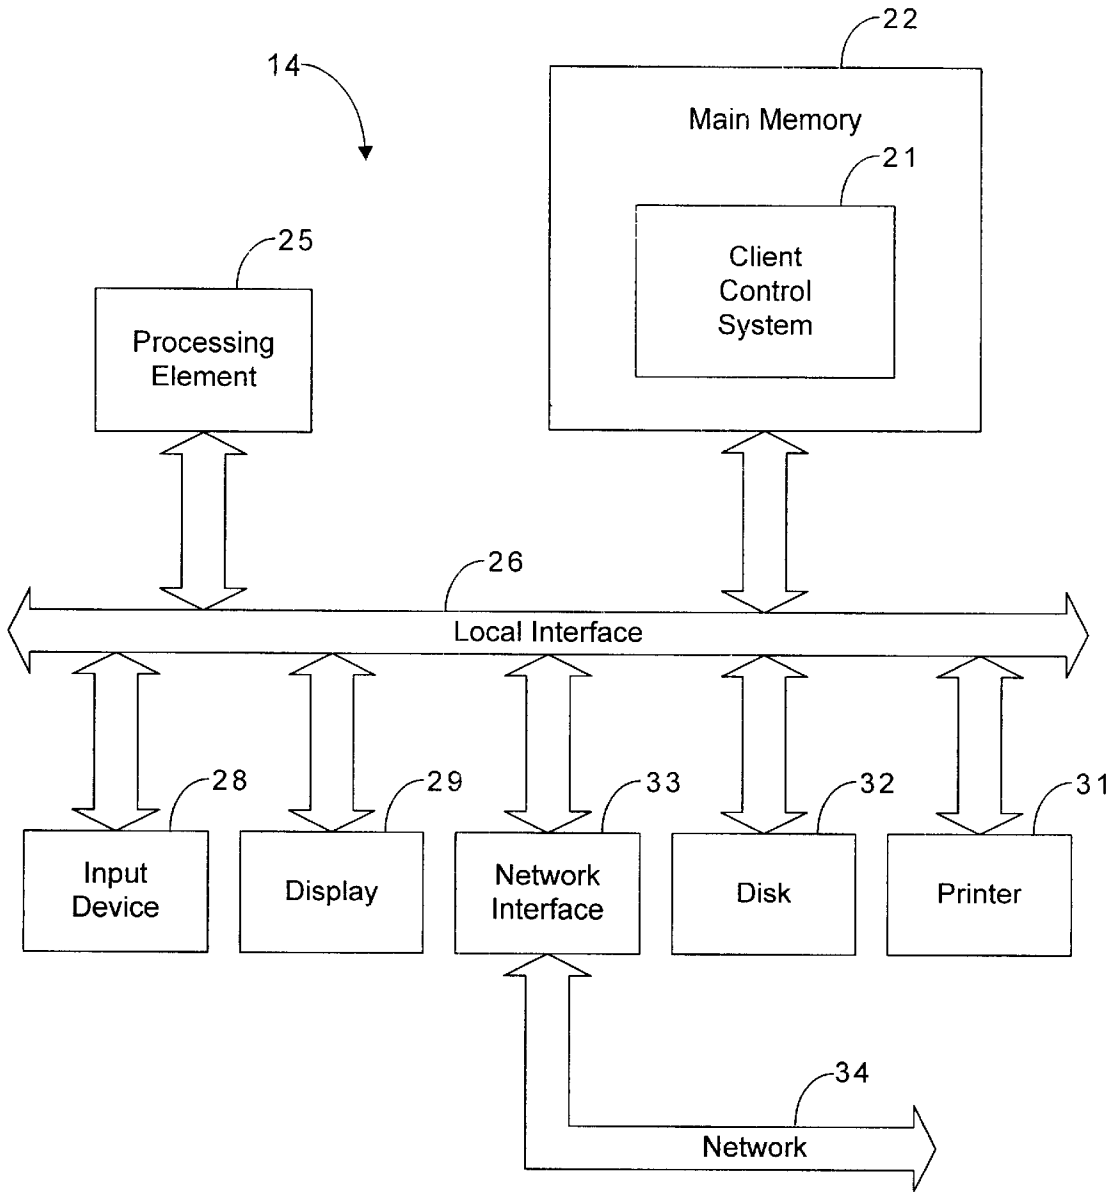 22
14
Main Memory
21
25
Client
Control
System
Processing
Element
26
Local Interface
28
29
33
32
31
Input
Device
Display
Network
Interface
Disk
Printer
34
Network